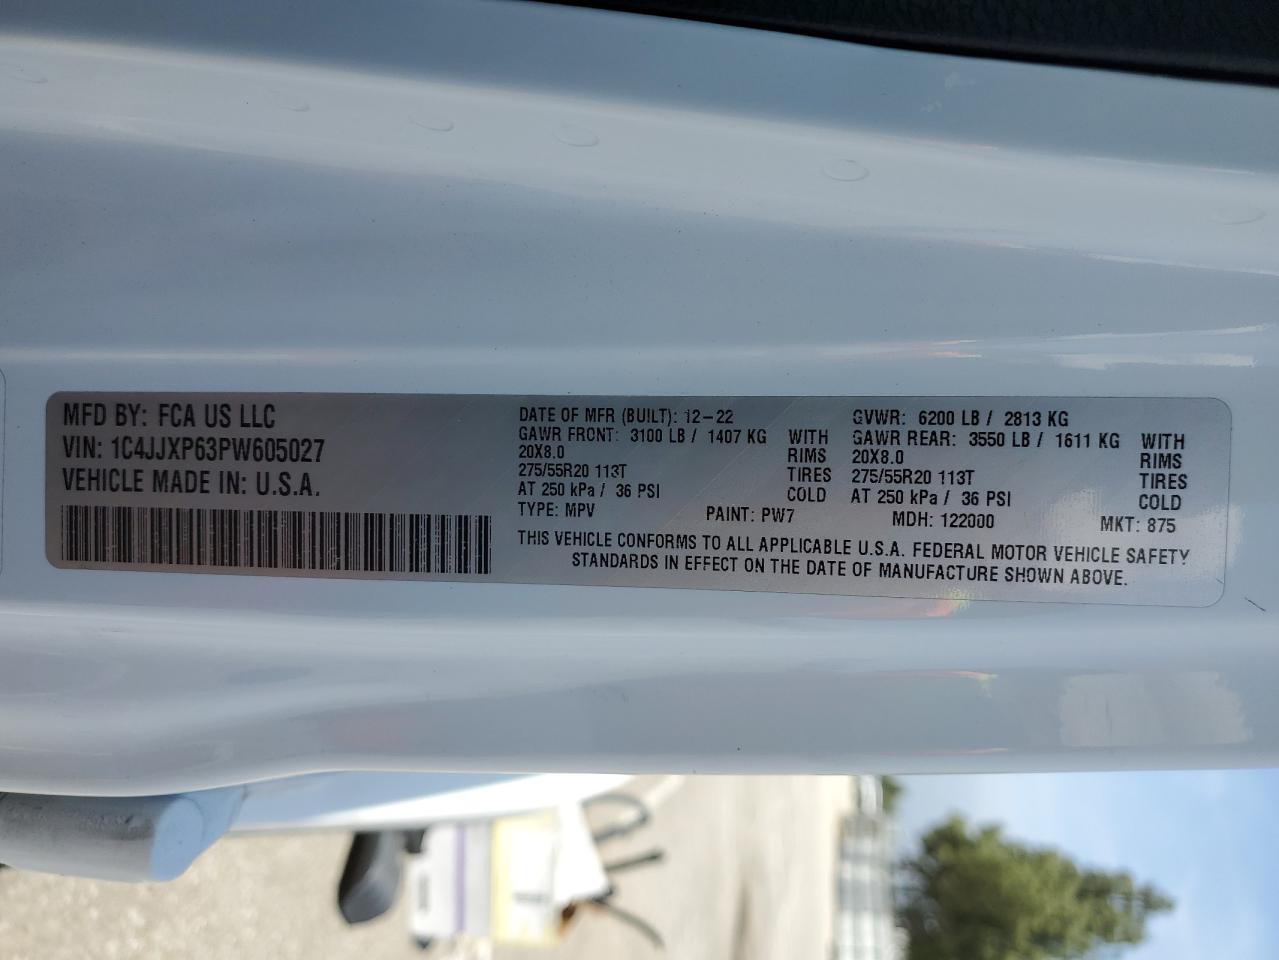 MFD BY: FCA US LLC
VIN: 1C4JJXP63PW605027
VEHICLE MADE IN: U.S.A.
DATE OF MFR (BUILT): 12-22
GAWR FRONT: 3100 LB / 1407 KG WITH
20X8.0 RIMS
275/55R20 113T TIRES
AT 250 kPa / 36 PSI COLD
TYPE: MPV PAINT: PW7
GVWR: 6200 LB / 2813 KG
GAWR REAR: 3550 LB / 1611 KG WITH
20X8.0 RIMS
275/55R20 113T TIRES
AT 250 kPa / 36 PSI COLD
MDH: 122000 MKT: 875
THIS VEHICLE CONFORMS TO ALL APPLICABLE U.S.A. FEDERAL MOTOR VEHICLE SAFETY
STANDARDS IN EFFECT ON THE DATE OF MANUFACTURE SHOWN ABOVE.